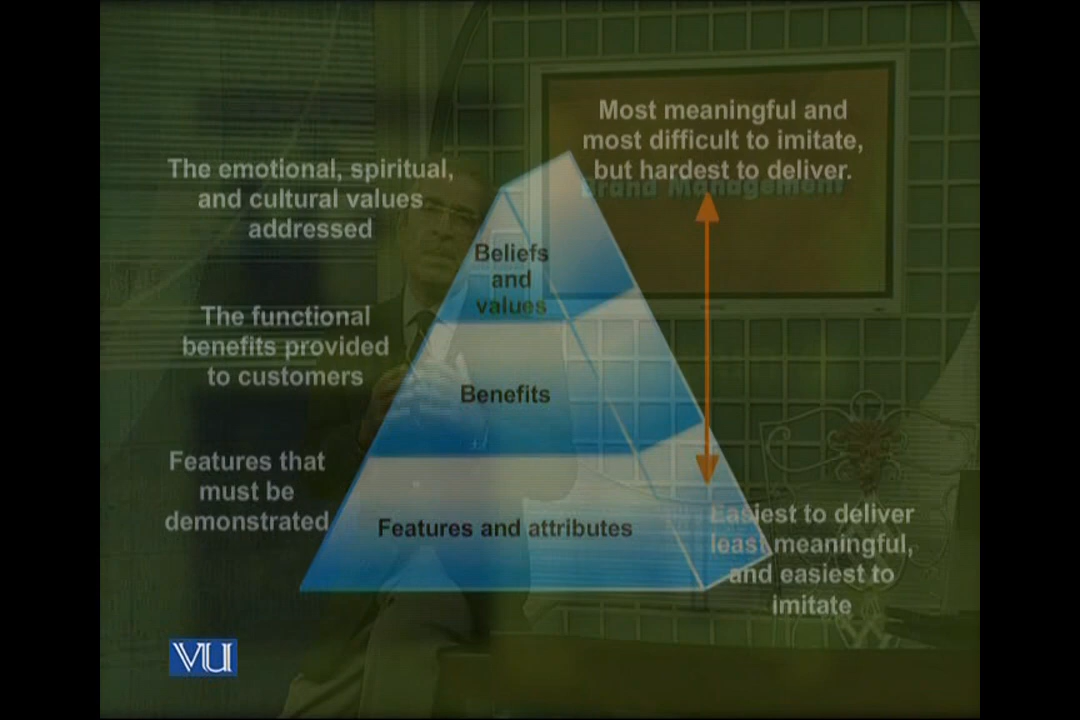 Most meaningful and
most difficult to imitate,
but hardest to deliver.
Brand Management
The emotional, spiritual,
and cultural values
addressed
Beliefs
and
values
The functional
benefits provided
to customers
Benefits
Features that
must be
demonstrated
Features and attributes
Easiest to deliver
least meaningful,
and easiest to
imitate
VU